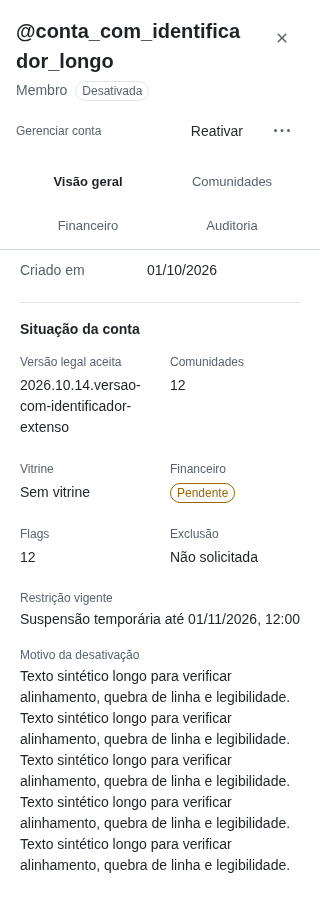 @conta_com_identifica
dor_longo
Membro Desativada
Gerenciar conta Reativar
Visão geral Comunidades
Financeiro Auditoria
Criado em 01/10/2026
Situação da conta
Versão legal aceita Comunidades
2026.10.14.versao- 12
com-identificador-
extenso
Vitrine Financeiro
Sem vitrine Pendente
Flags Exclusão
12 Não solicitada
Restrição vigente
Suspensão temporária até 01/11/2026, 12:00
Motivo da desativação
Texto sintético longo para verificar
alinhamento, quebra de linha e legibilidade.
Texto sintético longo para verificar
alinhamento, quebra de linha e legibilidade.
Texto sintético longo para verificar
alinhamento, quebra de linha e legibilidade.
Texto sintético longo para verificar
alinhamento, quebra de linha e legibilidade.
Texto sintético longo para verificar
alinhamento, quebra de linha e legibilidade.